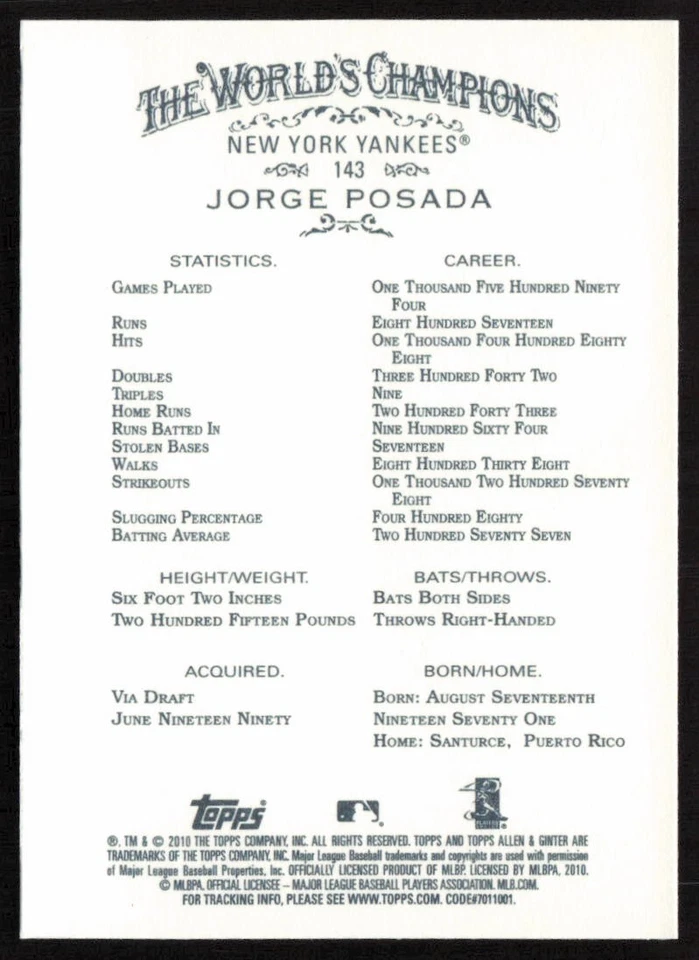 THE WORLD'S CHAMPIONS
NEW YORK YANKEES®
143
JORGE POSADA
STATISTICS. CAREER.
GAMES PLAYED ONE THOUSAND FIVE HUNDRED NINETY
FOUR
RUNS EIGHT HUNDRED SEVENTEEN
HITS ONE THOUSAND FOUR HUNDRED EIGHTY
EIGHT
DOUBLES THREE HUNDRED FORTY TWO
TRIPLES NINE
HOME RUNS TWO HUNDRED FORTY THREE
RUNS BATTED IN NINE HUNDRED SIXTY FOUR
STOLEN BASES SEVENTEEN
WALKS EIGHT HUNDRED THIRTY EIGHT
STRIKEOUTS ONE THOUSAND TWO HUNDRED SEVENTY
EIGHT
SLUGGING PERCENTAGE FOUR HUNDRED EIGHTY
BATTING AVERAGE TWO HUNDRED SEVENTY SEVEN
HEIGHT/WEIGHT. BATS/THROWS.
SIX FOOT TWO INCHES BATS BOTH SIDES
TWO HUNDRED FIFTEEN POUNDS THROWS RIGHT-HANDED
ACQUIRED. BORN/HOME.
VIA DRAFT BORN: AUGUST SEVENTEENTH
JUNE NINETEEN NINETY NINETEEN SEVENTY ONE
HOME: SANTURCE, PUERTO RICO
Topps
®, TM & © 2010 THE TOPPS COMPANY, INC. ALL RIGHTS RESERVED. TOPPS AND TOPPS ALLEN & GINTER ARE
TRADEMARKS OF THE TOPPS COMPANY, INC. Major League Baseball trademarks and copyrights are used with permission
of Major League Baseball Properties, Inc. OFFICIALLY LICENSED PRODUCT OF MLBP. LICENSED BY MLBPA, 2010.
© MLBPA. OFFICIAL LICENSEE – MAJOR LEAGUE BASEBALL PLAYERS ASSOCIATION. MLB.COM.
FOR TRACKING INFO, PLEASE SEE WWW.TOPPS.COM. CODE#7011001.